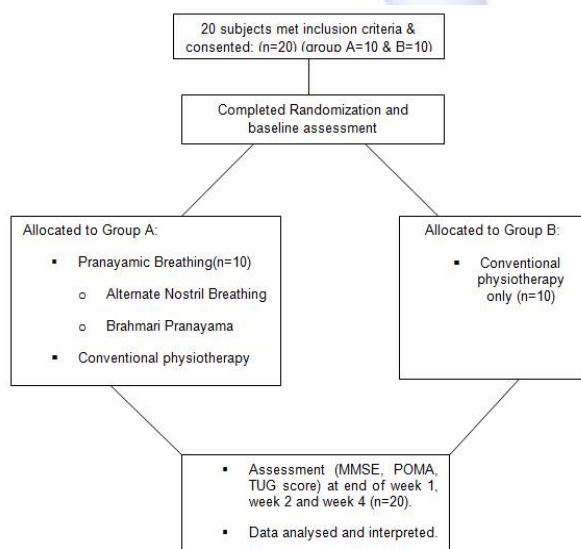 20 subjects met inclusion criteria &
consented: (n=20) (group A=10 & B=10)
Completed Randomization and
baseline assessment
Allocated to Group A:
▪ Pranayamic Breathing(n=10)
o Alternate Nostril Breathing
o Brahmari Pranayama
▪ Conventional physiotherapy
Allocated to Group B:
▪ Conventional
physiotherapy
only (n=10)
▪ Assessment (MMSE, POMA,
TUG score) at end of week 1,
week 2 and week 4 (n=20).
▪ Data analysed and interpreted.